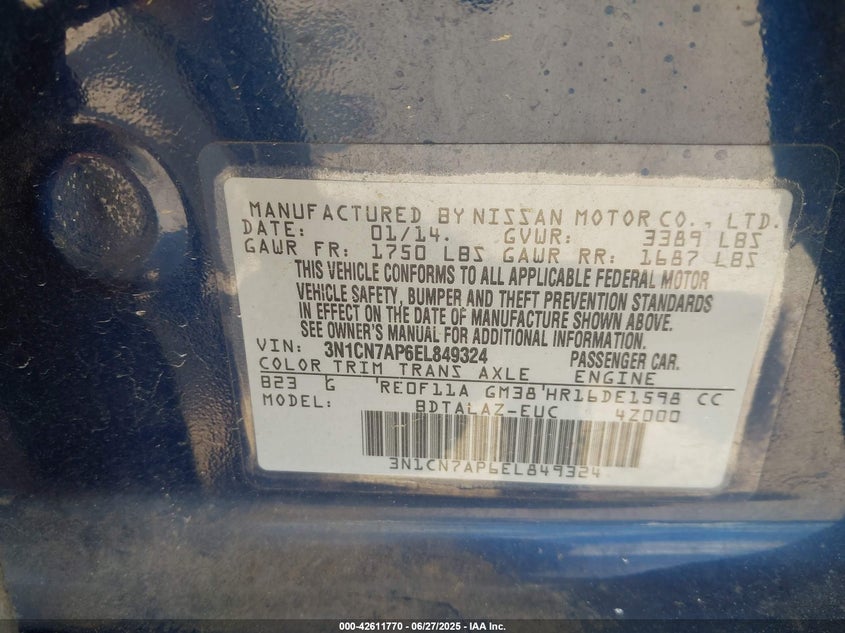 MANUFACTURED BY NISSAN MOTOR CO., LTD.
DATE: 01/14. GVWR: 3389 LBS
GAWR FR: 1750 LBS GAWR RR: 1687 LBS
THIS VEHICLE CONFORMS TO ALL APPLICABLE FEDERAL MOTOR
VEHICLE SAFETY, BUMPER AND THEFT PREVENTION STANDARDS
IN EFFECT ON THE DATE OF MANUFACTURE SHOWN ABOVE.
SEE OWNER'S MANUAL FOR ADDITIONAL INFORMATION.
VIN: 3N1CN7AP6EL849324 PASSENGER CAR.
COLOR TRIM TRANS AXLE ENGINE
B23 G RE0F11A GM38 HR16DE1598 CC
MODEL: BDTALAZ-EUC 4Z000
3N1CN7AP6EL849324
000-42611770 — 06/27/2025 — IAA Inc.